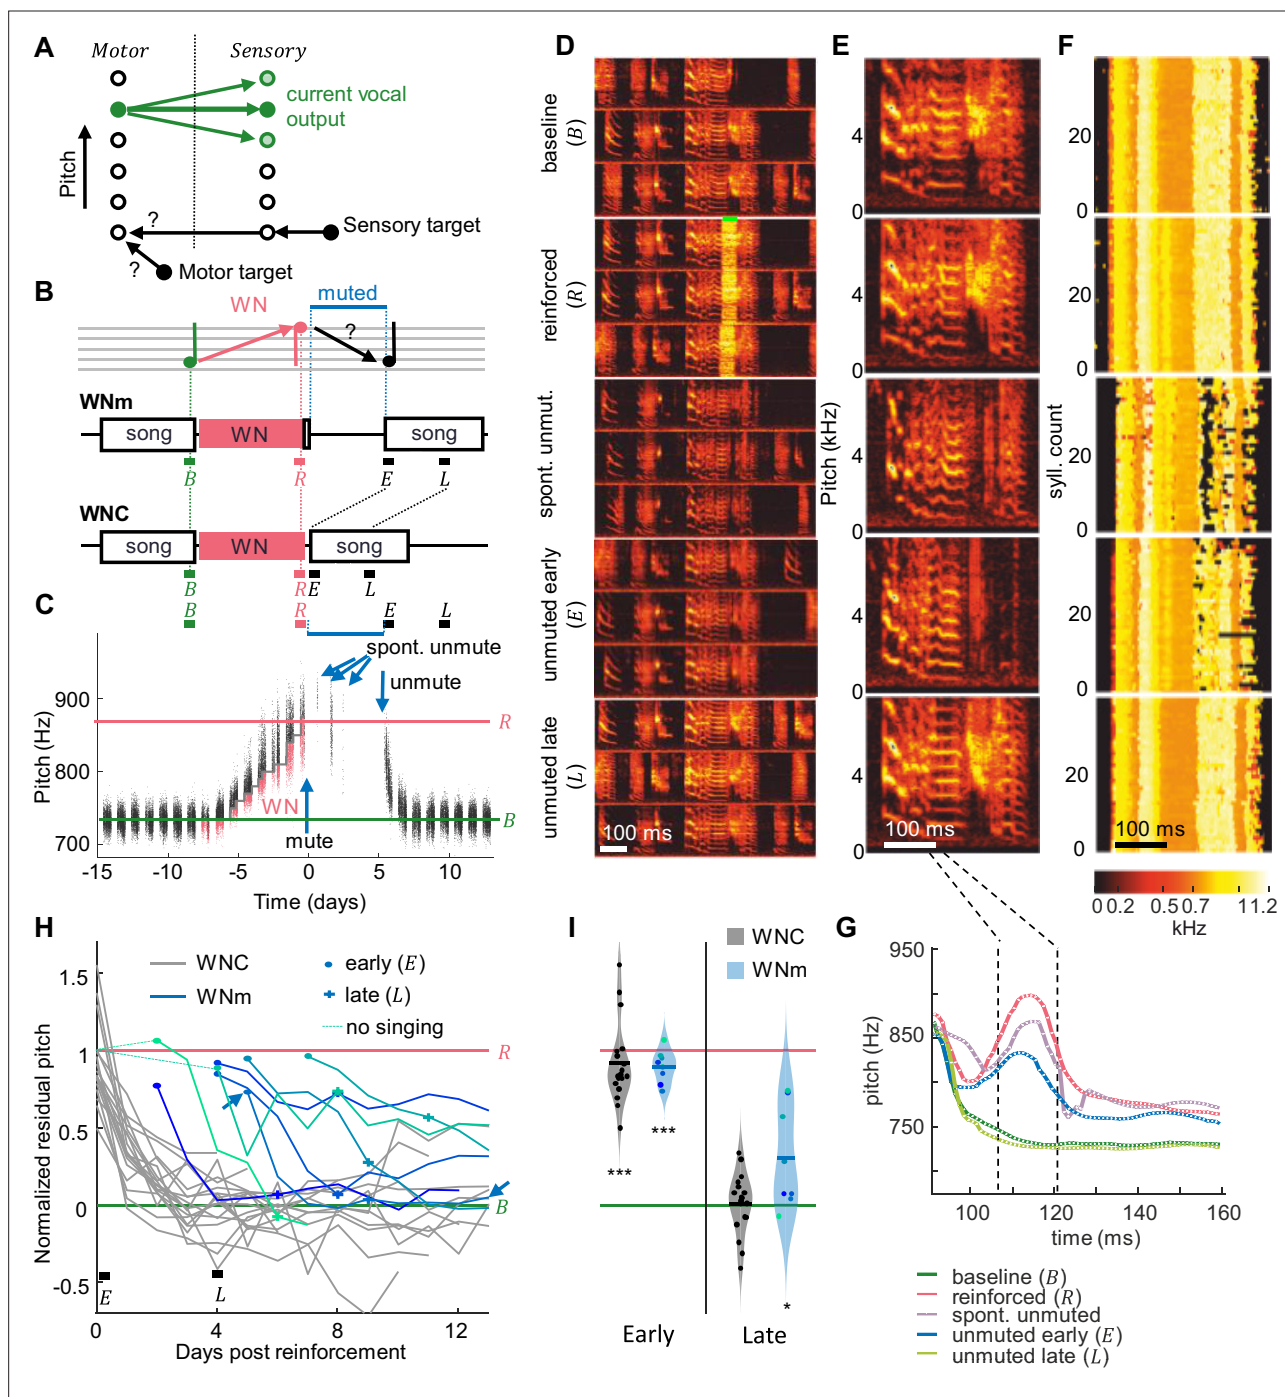 A
Motor
Sensory
current vocal
output
Pitch
?
Sensory target
?
Motor target
B
WN
muted
?
WNm
song
WN
song
B
R
E
L
WNC
song
WN
song
B
R
E
L
C
B
R
E
L
spont. unmute
unmute
900
800
700
Pitch (Hz)
R
WN
B
mute
-15
-10
-5
0
5
10
Time (days)
D
baseline
(B)
reinforced
(R)
spont. unmut.
unmuted early
(E)
unmuted late
(L)
100 ms
E
4
0
4
0
4
0
4
0
4
0
Pitch (kHz)
100 ms
F
20
0
20
0
20
0
20
0
20
0
syll. count
100 ms
0 0.2 0.5 0.7 11.2
kHz
G
950
850
750
pitch (Hz)
100
120
140
160
time (ms)
baseline (B)
reinforced (R)
spont. unmuted
unmuted early (E)
unmuted late (L)
H
1.5
1
0.5
0
-0.5
Normalized residual pitch
WNC
WNm
early (E)
late (L)
no singing
R
B
E
L
0
4
8
12
Days post reinforcement
I
WNC
WNm
***
***
*
Early
Late